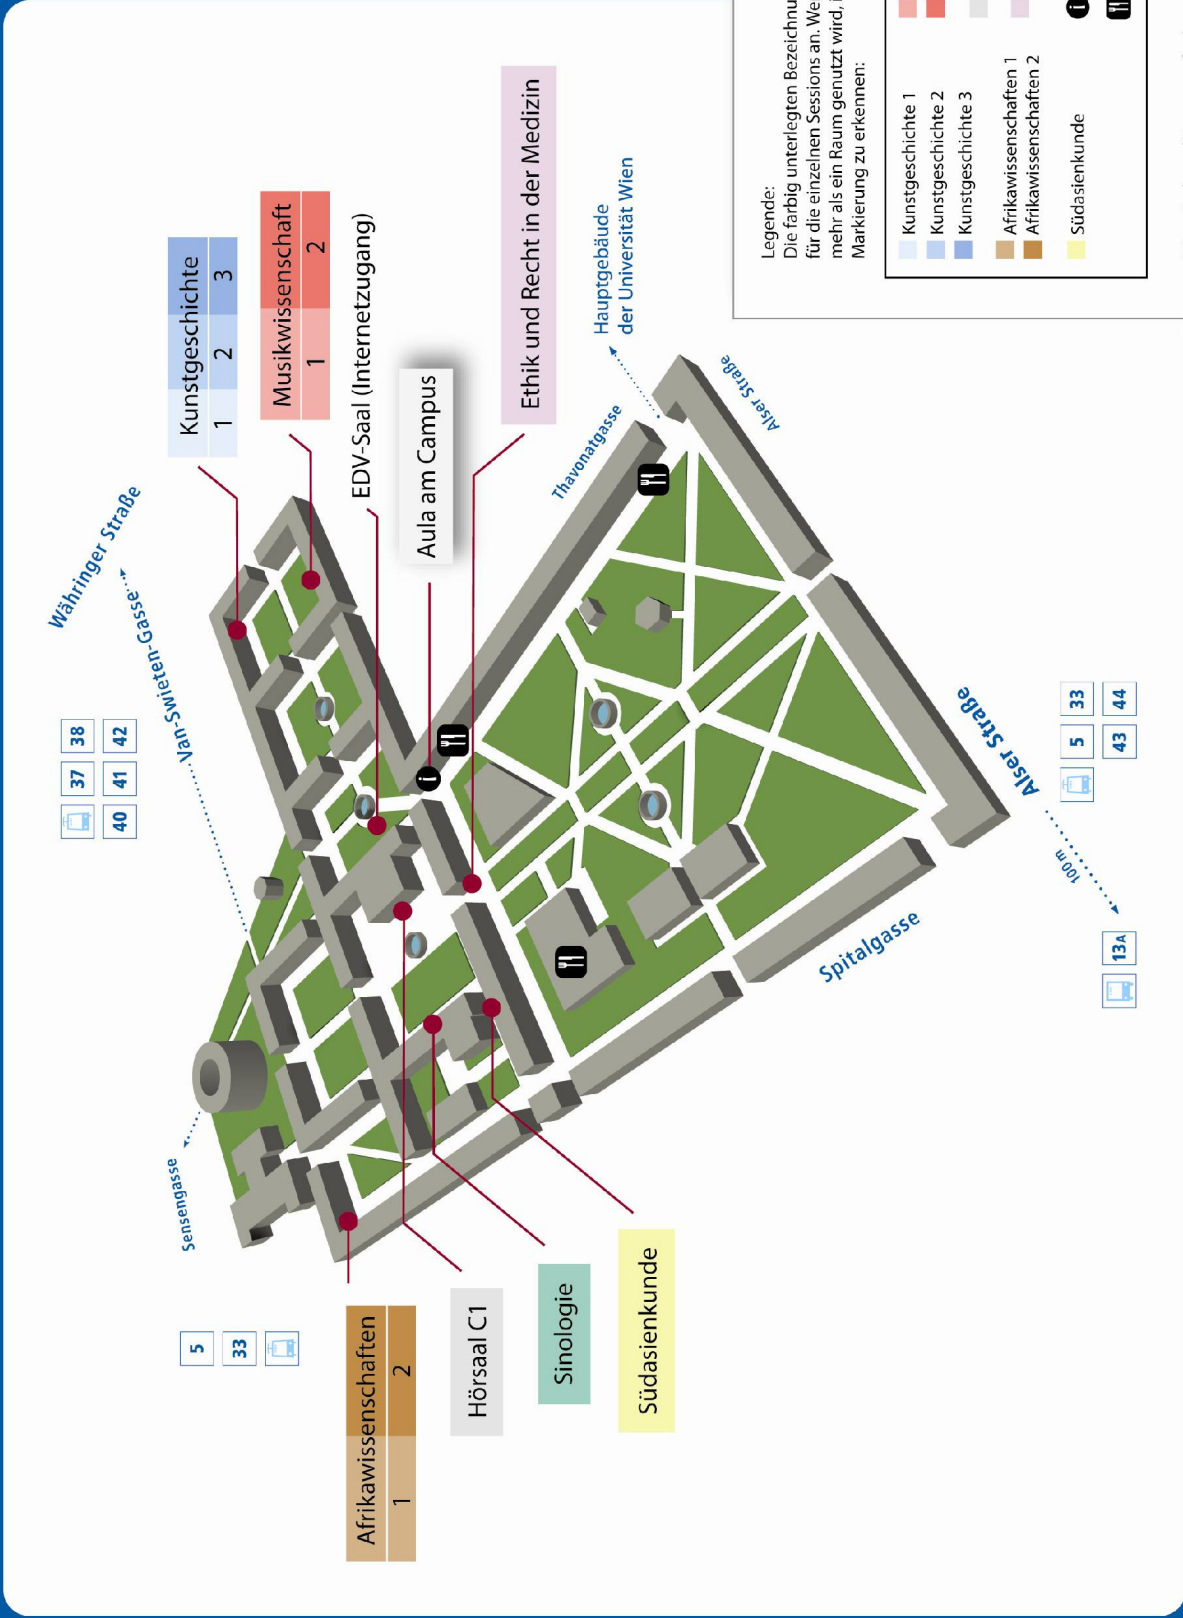 Währinger Straße
37 38
40 41 42
Van-Swieten-Gasse
Kunstgeschichte
1 2 3
Sensengasse
5 33
Musikwissenschaft
1 2
EDV-Saal (Internetzugang)
Afrikawissenschaften
1 2
Aula am Campus
Hörsaal C1
Ethik und Recht in der Medizin
Sinologie
Thavonatgasse
Hauptgebäude
der Universität Wien
Südasienkunde
Alser Straße
Spitalgasse
Alser Straße
100 m
5 33
43 44
13A
Legende:
Die farbig unterlegten Bezeichnu
für die einzelnen Sessions an. We
mehr als ein Raum genutzt wird, i
Markierung zu erkennen:
Kunstgeschichte 1
Kunstgeschichte 2
Kunstgeschichte 3
Afrikawissenschaften 1
Afrikawissenschaften 2
Südasienkunde